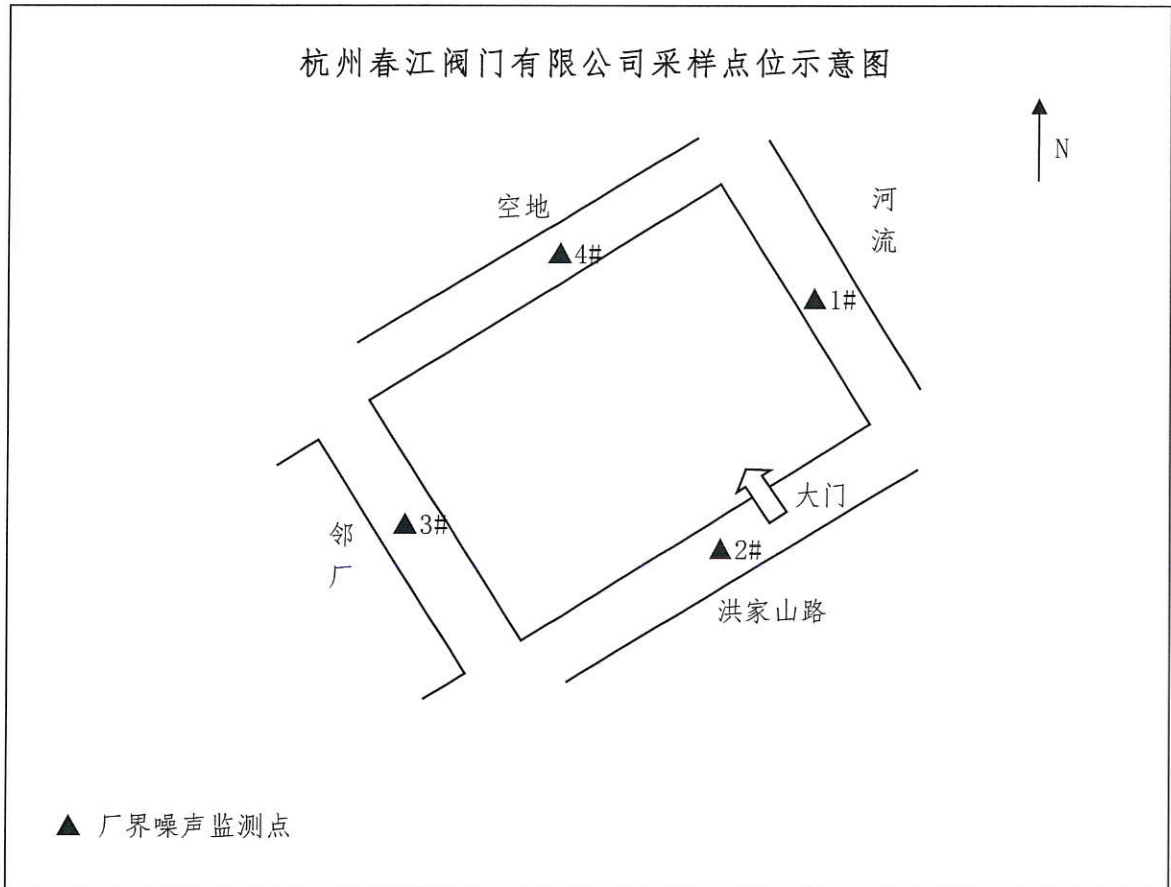 杭州春江阀门有限公司采样点位示意图
N
空地
河
流
4#
1#
大门
邻
厂
3#
2#
洪家山路
▲ 厂界噪声监测点